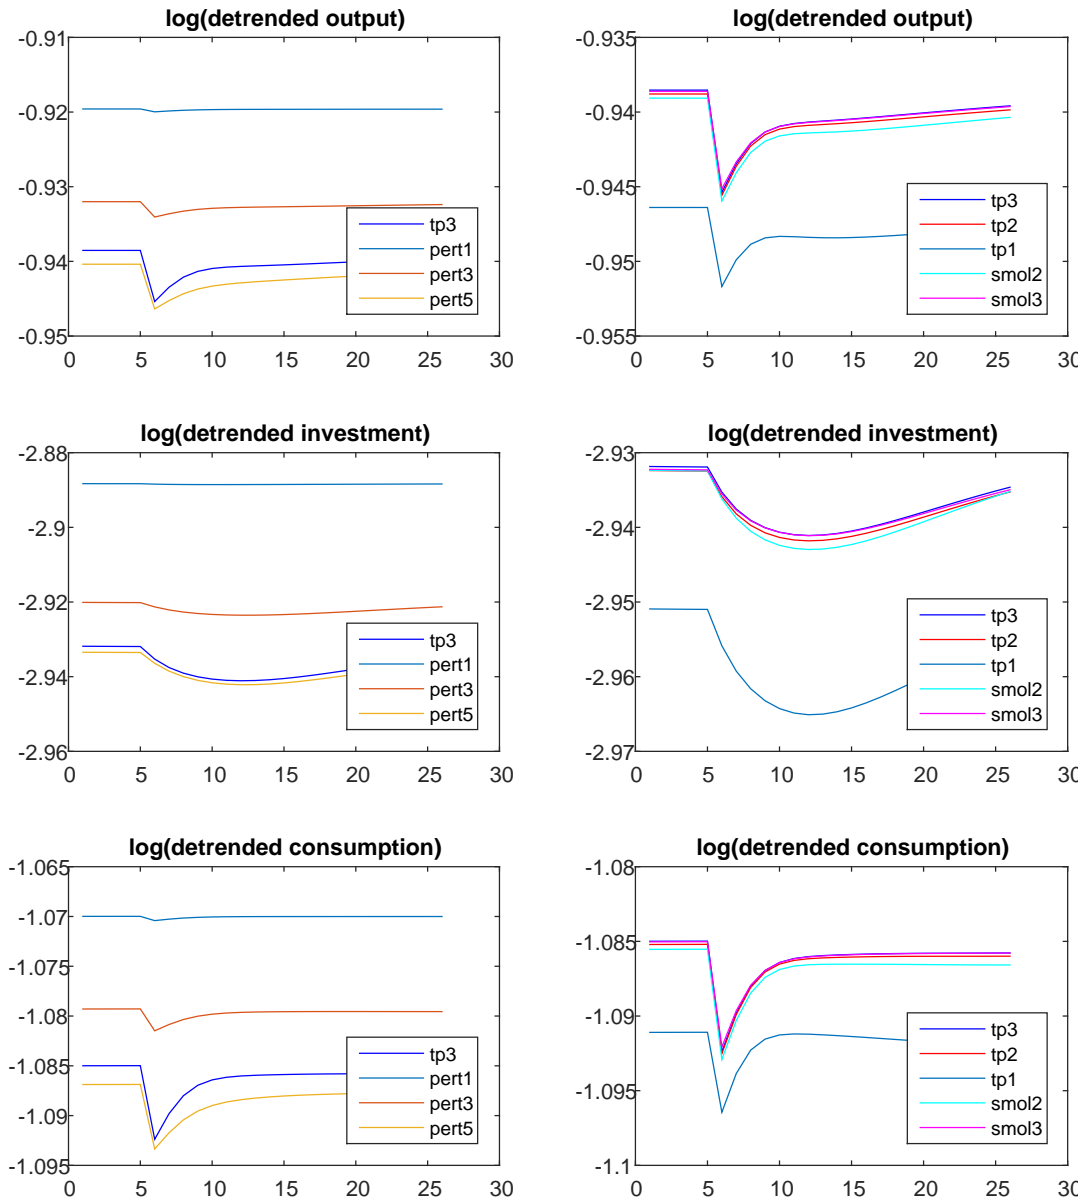 log(detrended output)
-0.91
-0.92
-0.93
-0.94
-0.95
0 5 10 15 20 25 30
tp3
pert1
pert3
pert5
log(detrended output)
-0.935
-0.94
-0.945
-0.95
-0.955
0 5 10 15 20 25 30
tp3
tp2
tp1
smol2
smol3
log(detrended investment)
-2.88
-2.9
-2.92
-2.94
-2.96
0 5 10 15 20 25 30
tp3
pert1
pert3
pert5
log(detrended investment)
-2.93
-2.94
-2.95
-2.96
-2.97
0 5 10 15 20 25 30
tp3
tp2
tp1
smol2
smol3
log(detrended consumption)
-1.065
-1.07
-1.075
-1.08
-1.085
-1.09
-1.095
0 5 10 15 20 25 30
tp3
pert1
pert3
pert5
log(detrended consumption)
-1.08
-1.085
-1.09
-1.095
-1.1
0 5 10 15 20 25 30
tp3
tp2
tp1
smol2
smol3